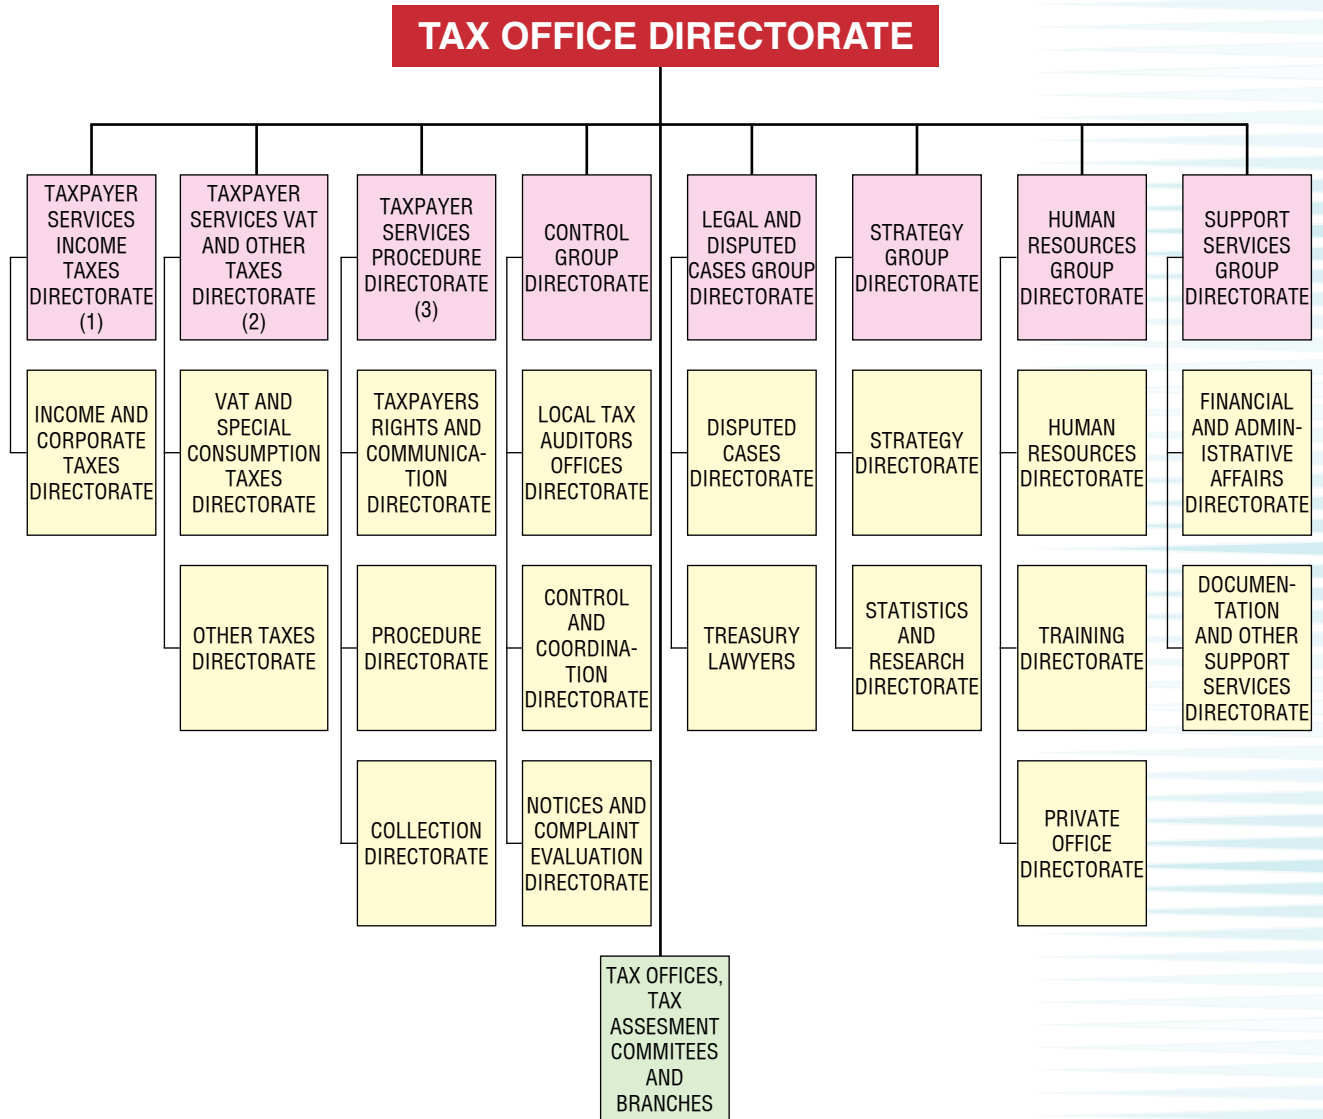 TAX OFFICE DIRECTORATE
TAXPAYER
SERVICES
INCOME
TAXES
DIRECTORATE
(1)
TAXPAYER
SERVICES VAT
AND OTHER
TAXES
DIRECTORATE
(2)
TAXPAYER
SERVICES
PROCEDURE
DIRECTORATE
(3)
CONTROL
GROUP
DIRECTORATE
LEGAL AND
DISPUTED
CASES GROUP
DIRECTORATE
STRATEGY
GROUP
DIRECTORATE
HUMAN
RESOURCES
GROUP
DIRECTORATE
SUPPORT
SERVICES
GROUP
DIRECTORATE
INCOME AND
CORPORATE
TAXES
DIRECTORATE
VAT AND
SPECIAL
CONSUMPTION
TAXES
DIRECTORATE
TAXPAYERS
RIGHTS AND
COMMUNICA-
TION
DIRECTORATE
LOCAL TAX
AUDITORS
OFFICES
DIRECTORATE
DISPUTED
CASES
DIRECTORATE
STRATEGY
DIRECTORATE
HUMAN
RESOURCES
DIRECTORATE
FINANCIAL
AND ADMIN-
ISTRATIVE
AFFAIRS
DIRECTORATE
OTHER TAXES
DIRECTORATE
PROCEDURE
DIRECTORATE
CONTROL
AND
COORDINA-
TION
DIRECTORATE
TREASURY
LAWYERS
STATISTICS
AND
RESEARCH
DIRECTORATE
TRAINING
DIRECTORATE
DOCUMEN-
TATION
AND OTHER
SUPPORT
SERVICES
DIRECTORATE
COLLECTION
DIRECTORATE
NOTICES AND
COMPLAINT
EVALUATION
DIRECTORATE
PRIVATE
OFFICE
DIRECTORATE
TAX OFFICES,
TAX
ASSESMENT
COMMITEES
AND
BRANCHES